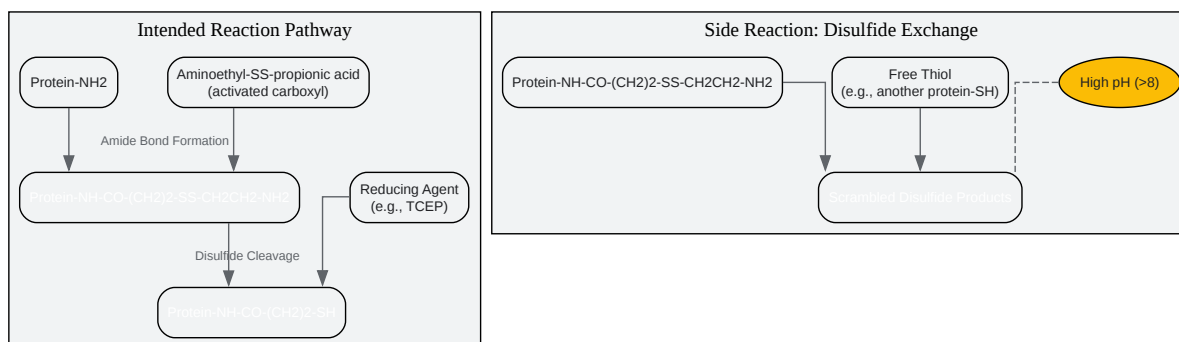 Intended Reaction Pathway
Protein-NH2
Aminoethyl-SS-propionic acid
(activated carboxyl)
Amide Bond Formation
Protein-NH-CO-(CH2)2-SS-CH2CH2-NH2
Reducing Agent
(e.g., TCEP)
Disulfide Cleavage
Protein-NH-CO-(CH2)2-SH
Side Reaction: Disulfide Exchange
Protein-NH-CO-(CH2)2-SS-CH2CH2-NH2
Free Thiol
(e.g., another protein-SH)
High pH (>8)
Scrambled Disulfide Products